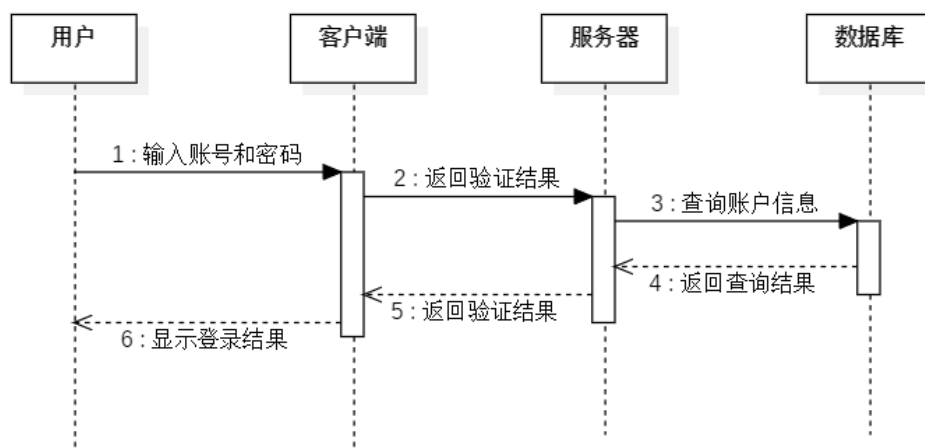 用户
客户端
服务器
数据库
1 : 输入账号和密码
2 : 返回验证结果
3 : 查询账户信息
4 : 返回查询结果
5 : 返回验证结果
6 : 显示登录结果